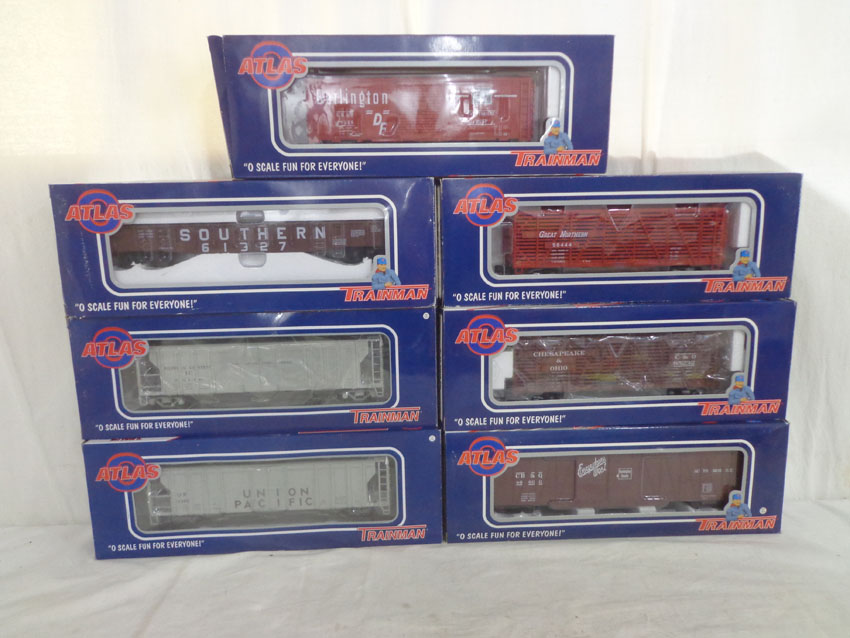 ATLAS
Burlington
"O SCALE FUN FOR EVERYONE!"
TRAINMAN
ATLAS
SOUTHERN
61327
"O SCALE FUN FOR EVERYONE!"
TRAINMAN
ATLAS
GREAT NORTHERN
"O SCALE FUN FOR EVERYONE!"
TRAINMAN
ATLAS
"O SCALE FUN FOR EVERYONE!"
TRAINMAN
ATLAS
CHESAPEAKE
&
OHIO
"O SCALE FUN FOR EVERYONE!"
TRAINMAN
ATLAS
UNION
PACIFIC
"O SCALE FUN FOR EVERYONE!"
TRAINMAN
ATLAS
"O SCALE FUN FOR EVERYONE!"
TRAINMAN